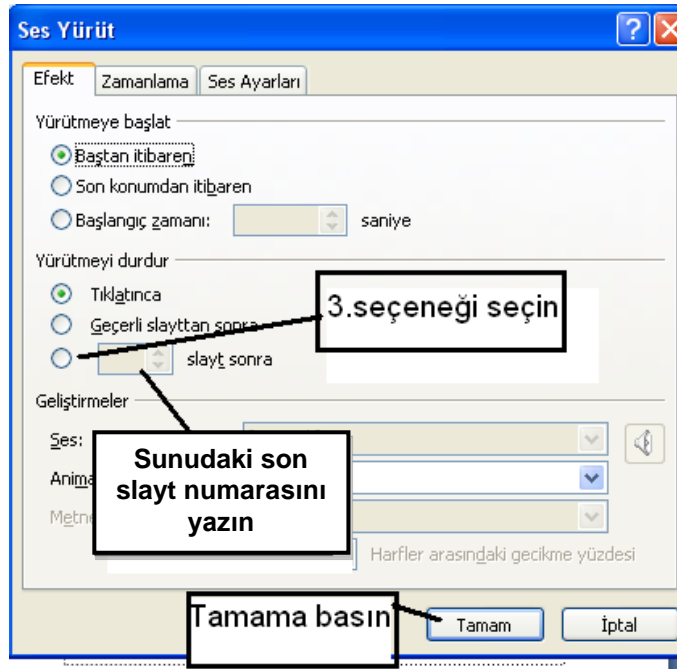 Ses Yürüt
Efekt Zamanlama Ses Ayarları
Yürütmeye başlat
Baştan itibaren
Son konumdan itibaren
Başlangıç zamanı: saniye
Yürütmeyi durdur
Tıklatınca
3.seçeneği seçin
Geçerli slayttan sonra
slayt sonra
Geliştirmeler
Ses:
Sunudaki son
slayt numarasını
yazın
Harfler arasındaki gecikme yüzdesi
Tamama basın
Tamam İptal